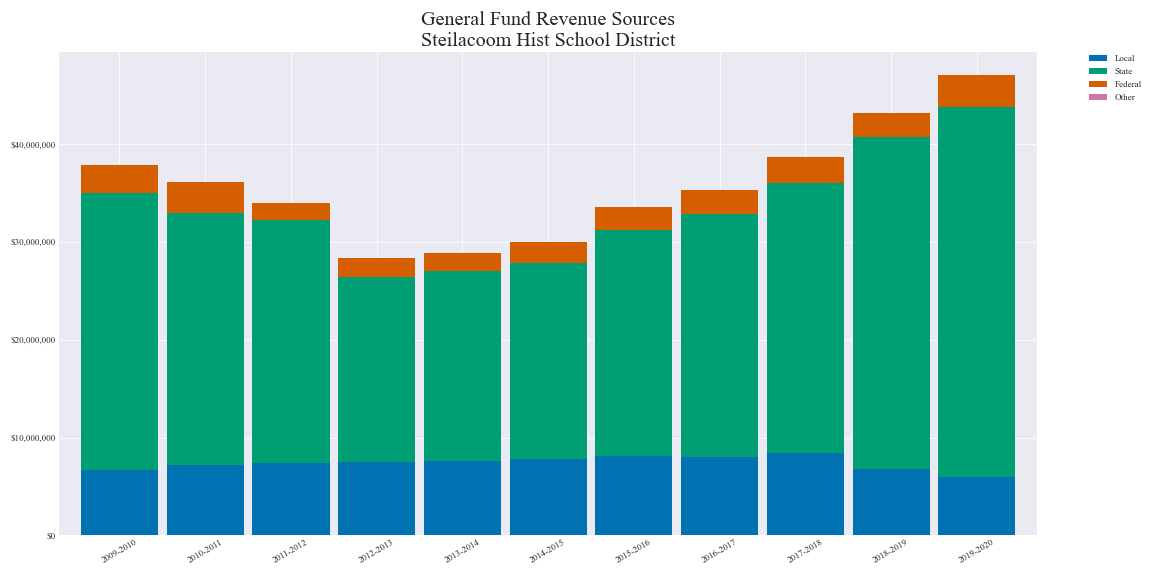 General Fund Revenue Sources
Steilacoom Hist School District
Local
State
Federal
Other
$40,000,000
$30,000,000
$20,000,000
$10,000,000
$0
2009-2010
2010-2011
2011-2012
2012-2013
2013-2014
2014-2015
2015-2016
2016-2017
2017-2018
2018-2019
2019-2020